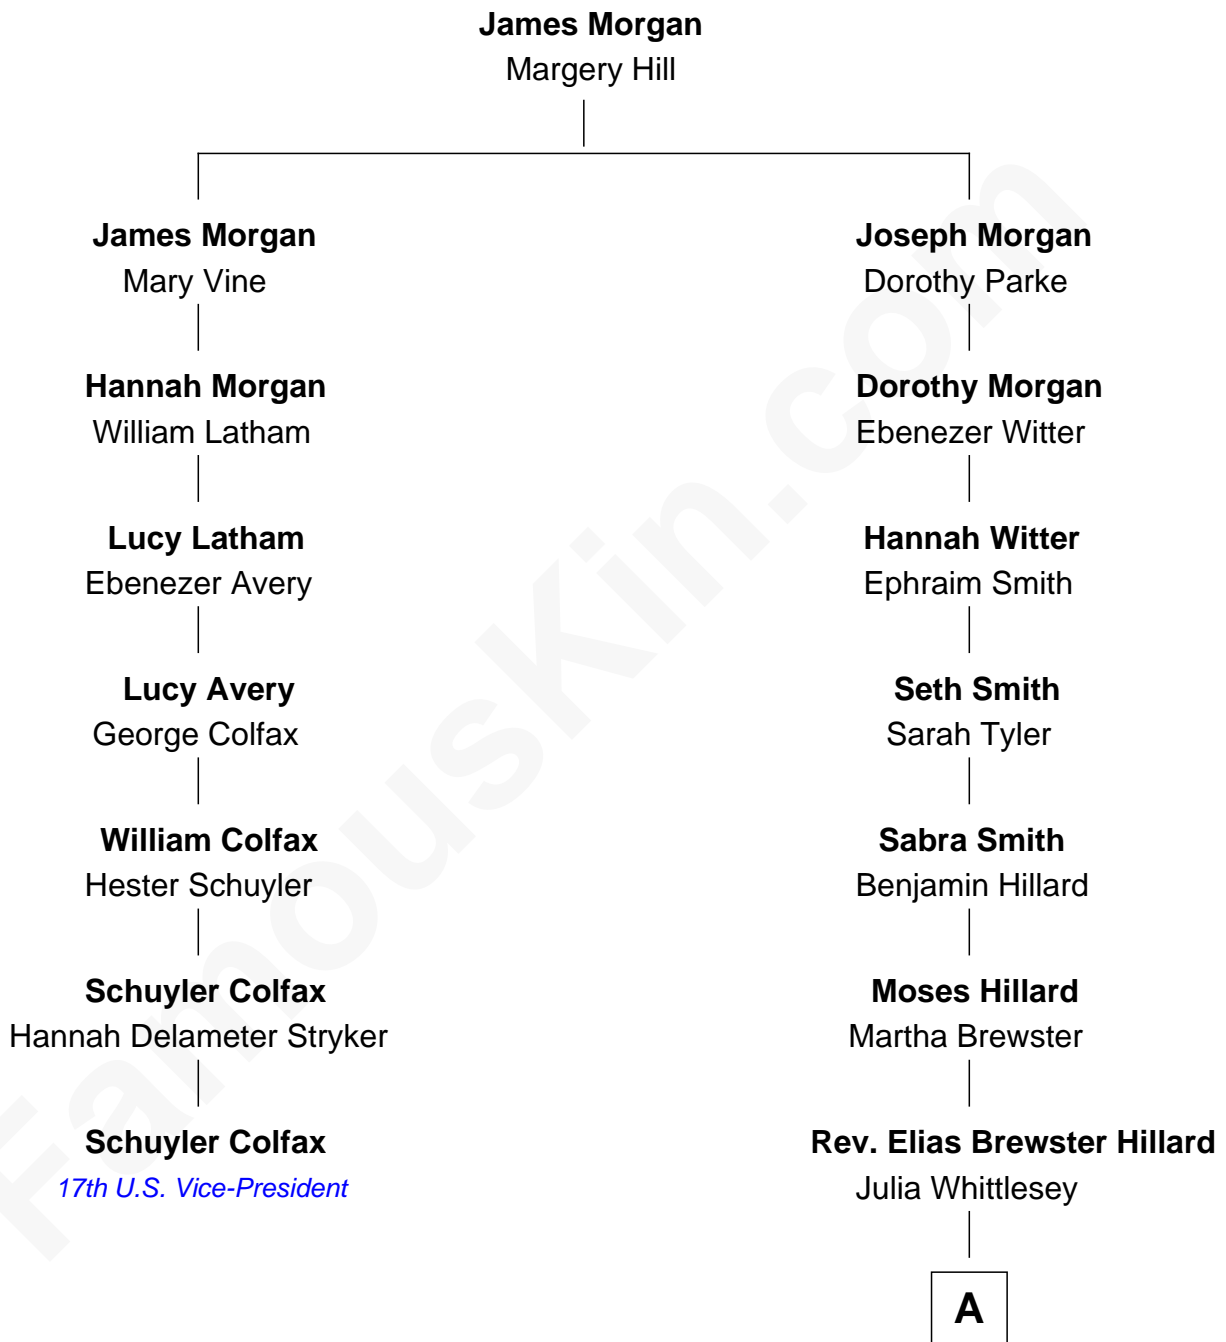 James Morgan
Margery Hill
James Morgan
Mary Vine
Joseph Morgan
Dorothy Parke
Hannah Morgan
William Latham
Dorothy Morgan
Ebenezer Witter
Lucy Latham
Ebenezer Avery
Hannah Witter
Ephraim Smith
Lucy Avery
George Colfax
Seth Smith
Sarah Tyler
William Colfax
Hester Schuyler
Sabra Smith
Benjamin Hillard
Schuyler Colfax
Hannah Delameter Stryker
Moses Hillard
Martha Brewster
Schuyler Colfax
17th U.S. Vice-President
Rev. Elias Brewster Hillard
Julia Whittlesey
A
FamousKin.com